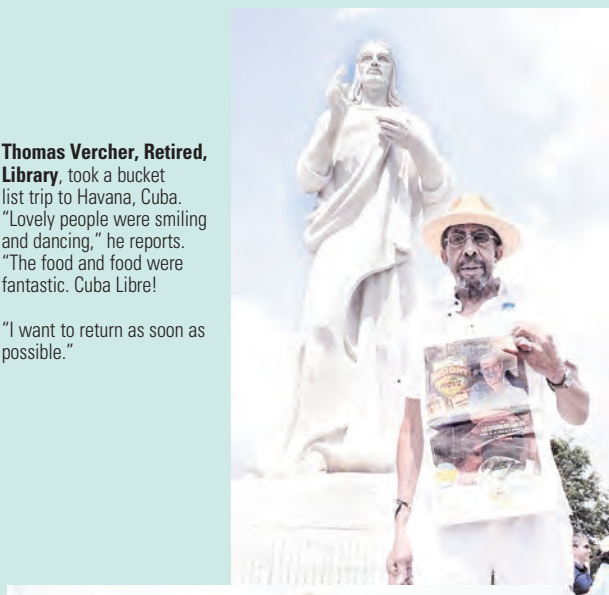 Thomas Vercher, Retired,
Library, took a bucket
list trip to Havana, Cuba.
“Lovely people were smiling
and dancing,” he reports.
“The food and food were
fantastic. Cuba Libre!
“I want to return as soon as
possible.”